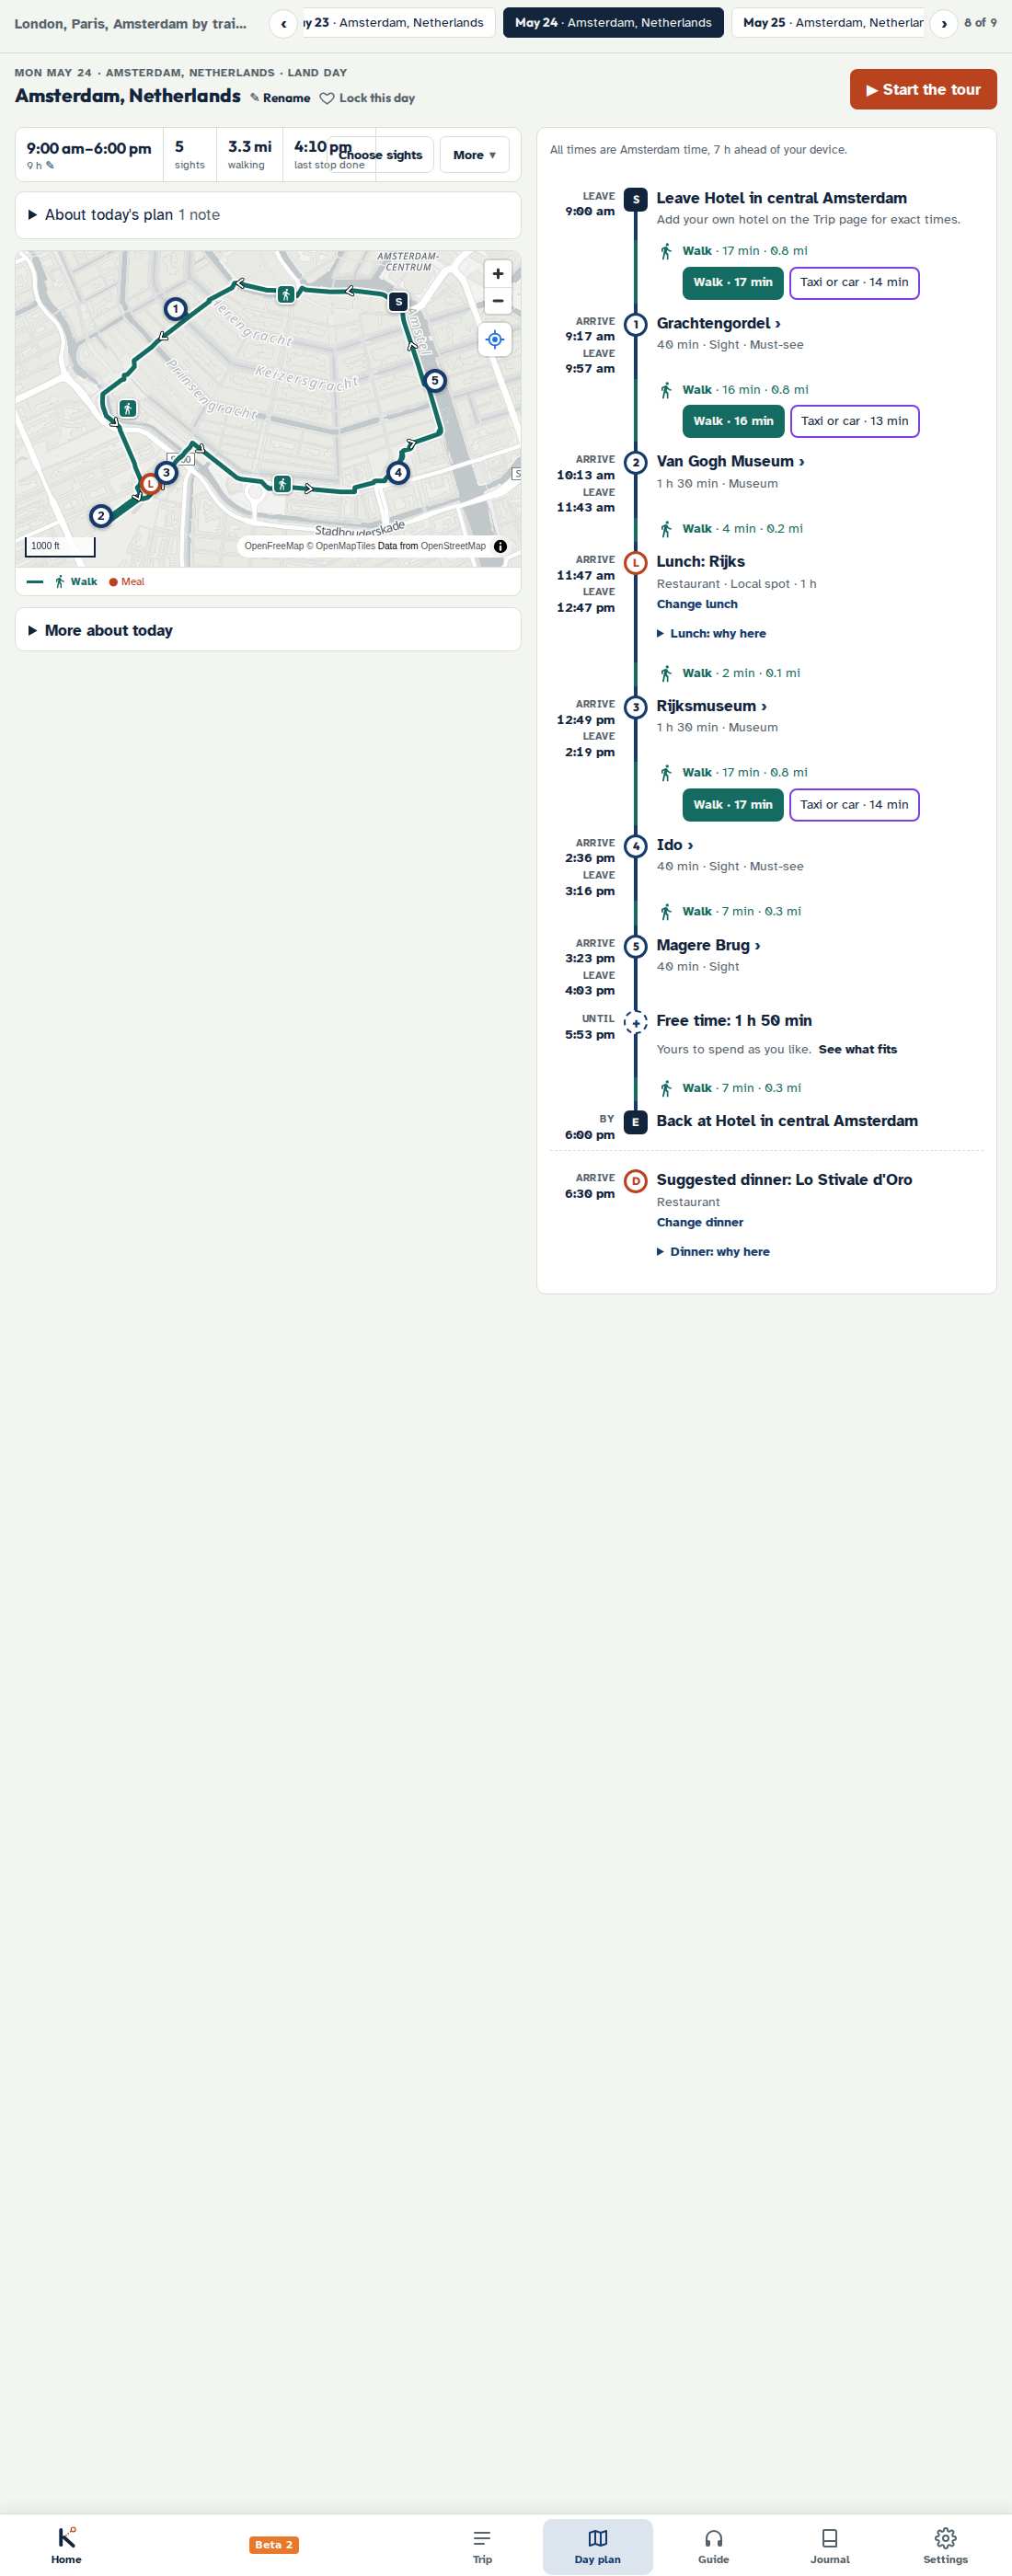 London, Paris, Amsterdam by trai...
‹
y 23 · Amsterdam, Netherlands
May 24 · Amsterdam, Netherlands
May 25 · Amsterdam, Netherlan
›
8 of 9
MON MAY 24 · AMSTERDAM, NETHERLANDS · LAND DAY
Amsterdam, Netherlands ✎ Rename ♡ Lock this day
▶ Start the tour
9:00 am–6:00 pm
9 h ✎
5
sights
3.3 mi
walking
4:10 pm
last stop done
Choose sights
More ▾
▶ About today's plan 1 note
AMSTERDAM-
CENTRUM
Herengracht
Keizersgracht
Prinsengracht
Amstel
Stadhouderskade
S
1
2
3
4
5
L
+
−
1000 ft
OpenFreeMap © OpenMapTiles Data from OpenStreetMap
Walk
Meal
▶ More about today
All times are Amsterdam time, 7 h ahead of your device.
LEAVE
9:00 am
S
Leave Hotel in central Amsterdam
Add your own hotel on the Trip page for exact times.
Walk · 17 min · 0.8 mi
Walk · 17 min
Taxi or car · 14 min
ARRIVE
9:17 am
LEAVE
9:57 am
1
Grachtengordel ›
40 min · Sight · Must-see
Walk · 16 min · 0.8 mi
Walk · 16 min
Taxi or car · 13 min
ARRIVE
10:13 am
LEAVE
11:43 am
2
Van Gogh Museum ›
1 h 30 min · Museum
Walk · 4 min · 0.2 mi
ARRIVE
11:47 am
LEAVE
12:47 pm
L
Lunch: Rijks
Restaurant · Local spot · 1 h
Change lunch
▶ Lunch: why here
Walk · 2 min · 0.1 mi
ARRIVE
12:49 pm
LEAVE
2:19 pm
3
Rijksmuseum ›
1 h 30 min · Museum
Walk · 17 min · 0.8 mi
Walk · 17 min
Taxi or car · 14 min
ARRIVE
2:36 pm
LEAVE
3:16 pm
4
Ido ›
40 min · Sight · Must-see
Walk · 7 min · 0.3 mi
ARRIVE
3:23 pm
LEAVE
4:03 pm
5
Magere Brug ›
40 min · Sight
UNTIL
5:53 pm
+
Free time: 1 h 50 min
Yours to spend as you like. See what fits
Walk · 7 min · 0.3 mi
BY
6:00 pm
E
Back at Hotel in central Amsterdam
ARRIVE
6:30 pm
D
Suggested dinner: Lo Stivale d'Oro
Restaurant
Change dinner
▶ Dinner: why here
Home
Beta 2
Trip
Day plan
Guide
Journal
Settings